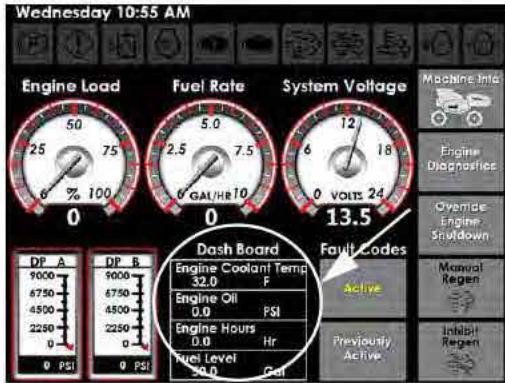 Wednesday 10:55 AM
Engine Load
Fuel Rate
System Voltage
Machine Info
50
25
75
% 100
0
5.0
2.5
7.5
GAL/HR 10
0
12
6
18
0 VOLTS 24
13.5
Engine
Diagnostics
Override
Engine
Shutdown
Manual
Regen
Inhibit
Regen
DP A
9000
6750
4500
2250
0
0 PSI
DP B
9000
6750
4500
2250
0
0 PSI
Dash Board
Engine Coolant Temp
32.0 F
Engine Oil
0.0 PSI
Engine Hours
0.0 Hr
Fuel Level
50.0 Gal
Fault Codes
Active
Previously
Active